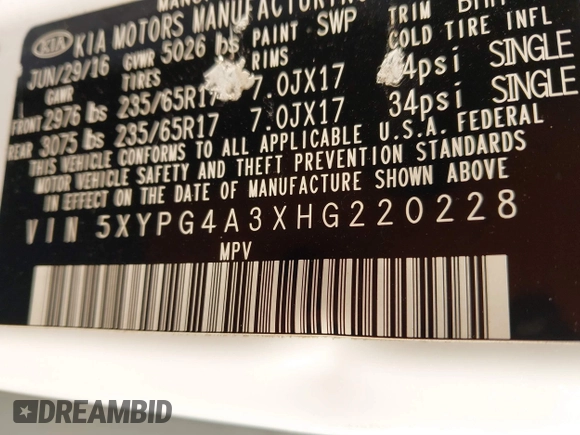 KIA KIA MOTORS MANUFACTURING
JUN/29/16 GVWR 5026 lbs PAINT SWP TRIM
GAWR TIRES RIMS COLD TIRE INFL
FRONT 2976 lbs 235/65R17 7.0JX17 34psi SINGLE
REAR 3075 lbs 235/65R17 7.0JX17 34psi SINGLE
THIS VEHICLE CONFORMS TO ALL APPLICABLE U.S.A. FEDERAL
MOTOR VEHICLE SAFETY AND THEFT PREVENTION STANDARDS
IN EFFECT ON THE DATE OF MANUFACTURE SHOWN ABOVE
VIN 5XYPG4A3XHG220228
MPV
DREAMBID